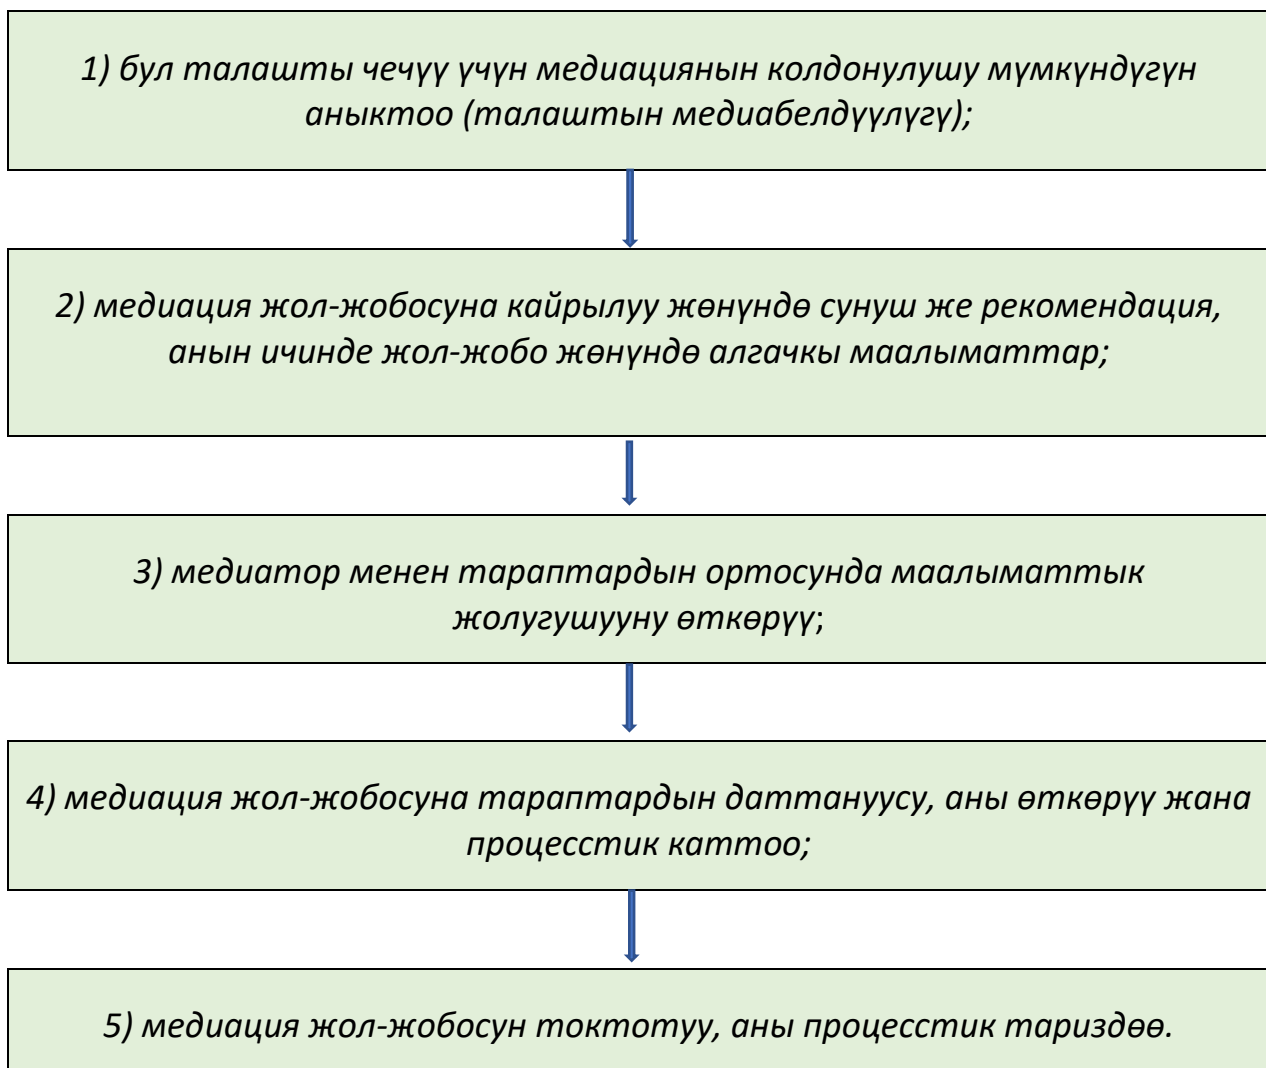 1) бул талашты чечүү үчүн медиациянын колдонулушу мүмкүндүгүн
аныктоо (талаштын медиабелдүүлүгү);
2) медиация жол-жобосуна кайрылуу жөнүндө сунуш же рекомендация,
анын ичинде жол-жобо жөнүндө алгачкы маалыматтар;
3) медиатор менен тараптардын ортосунда маалыматтык
жолугушууну өткөрүү;
4) медиация жол-жобосуна тараптардын даттануусу, аны өткөрүү жана
процесстик каттоо;
5) медиация жол-жобосун токтотуу, аны процесстик тариздөө.